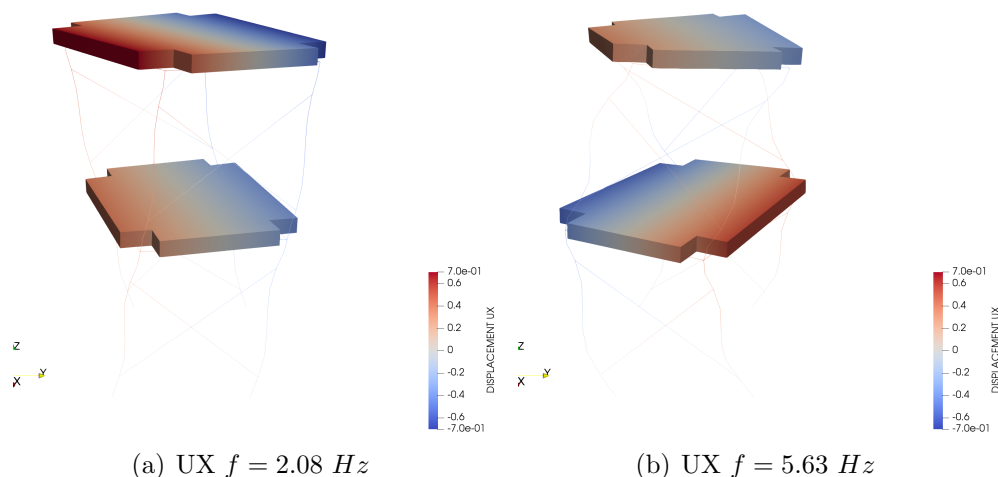 7.0e-01
0.6
0.4
0.2
0
-0.2
-0.4
-0.6
-7.0e-01
DISPLACEMENT UX
Z
X
Y
7.0e-01
0.6
0.4
0.2
0
-0.2
-0.4
-0.6
-7.0e-01
DISPLACEMENT UX
Z
X
Y
(a) UX f = 2.08 Hz
(b) UX f = 5.63 Hz